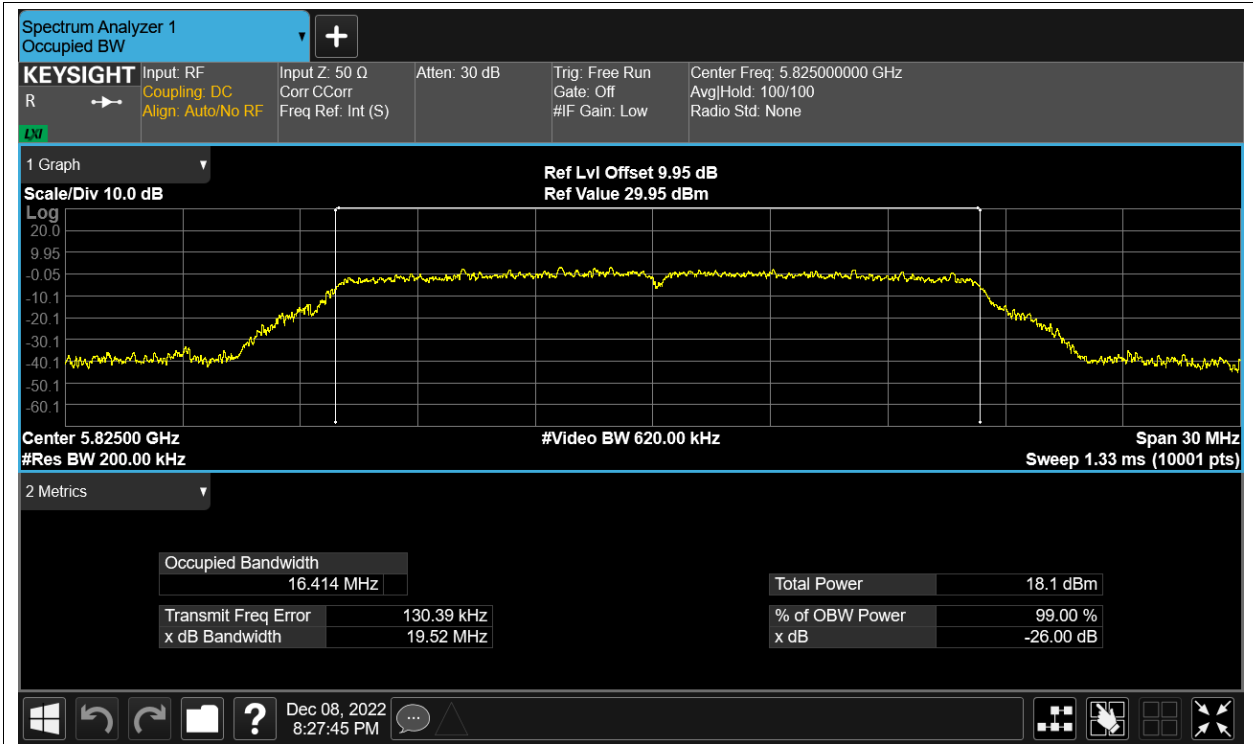 Spectrum Analyzer 1
Occupied BW
KEYSIGHT
R
LXI
Input: RF
Coupling: DC
Align: Auto/No RF
Input Z: 50 Ω
Corr CCorr
Freq Ref: Int (S)
Atten: 30 dB
Trig: Free Run
Gate: Off
#IF Gain: Low
Center Freq: 5.825000000 GHz
Avg|Hold: 100/100
Radio Std: None
1 Graph
Scale/Div 10.0 dB
Ref Lvl Offset 9.95 dB
Ref Value 29.95 dBm
Log
20.0
9.95
-0.05
-10.1
-20.1
-30.1
-40.1
-50.1
-60.1
Center 5.82500 GHz
#Video BW 620.00 kHz
Span 30 MHz
#Res BW 200.00 kHz
Sweep 1.33 ms (10001 pts)
2 Metrics
Occupied Bandwidth
16.414 MHz
Transmit Freq Error 130.39 kHz
x dB Bandwidth 19.52 MHz
Total Power 18.1 dBm
% of OBW Power 99.00 %
x dB -26.00 dB
?
Dec 08, 2022
8:27:45 PM